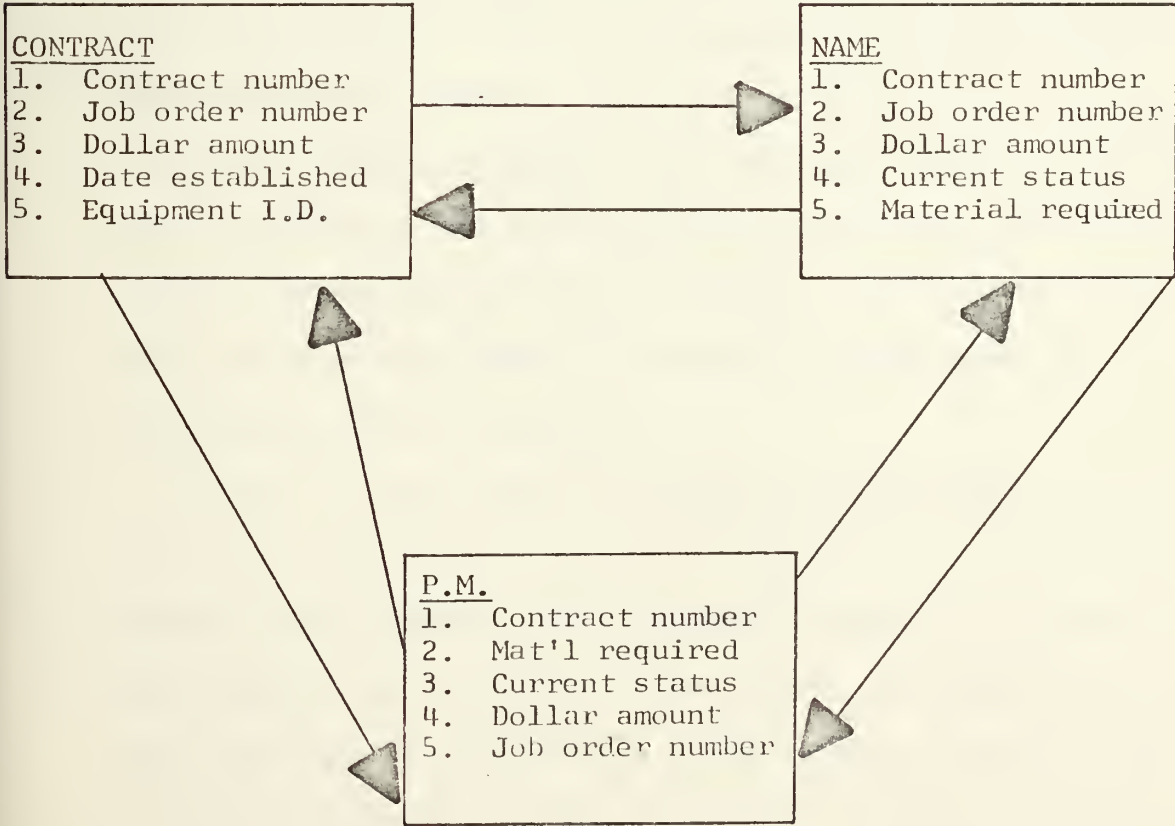 CONTRACT
1. Contract number
2. Job order number
3. Dollar amount
4. Date established
5. Equipment I.D.
NAME
1. Contract number
2. Job order number
3. Dollar amount
4. Current status
5. Material required
P.M.
1. Contract number
2. Mat'l required
3. Current status
4. Dollar amount
5. Job order number